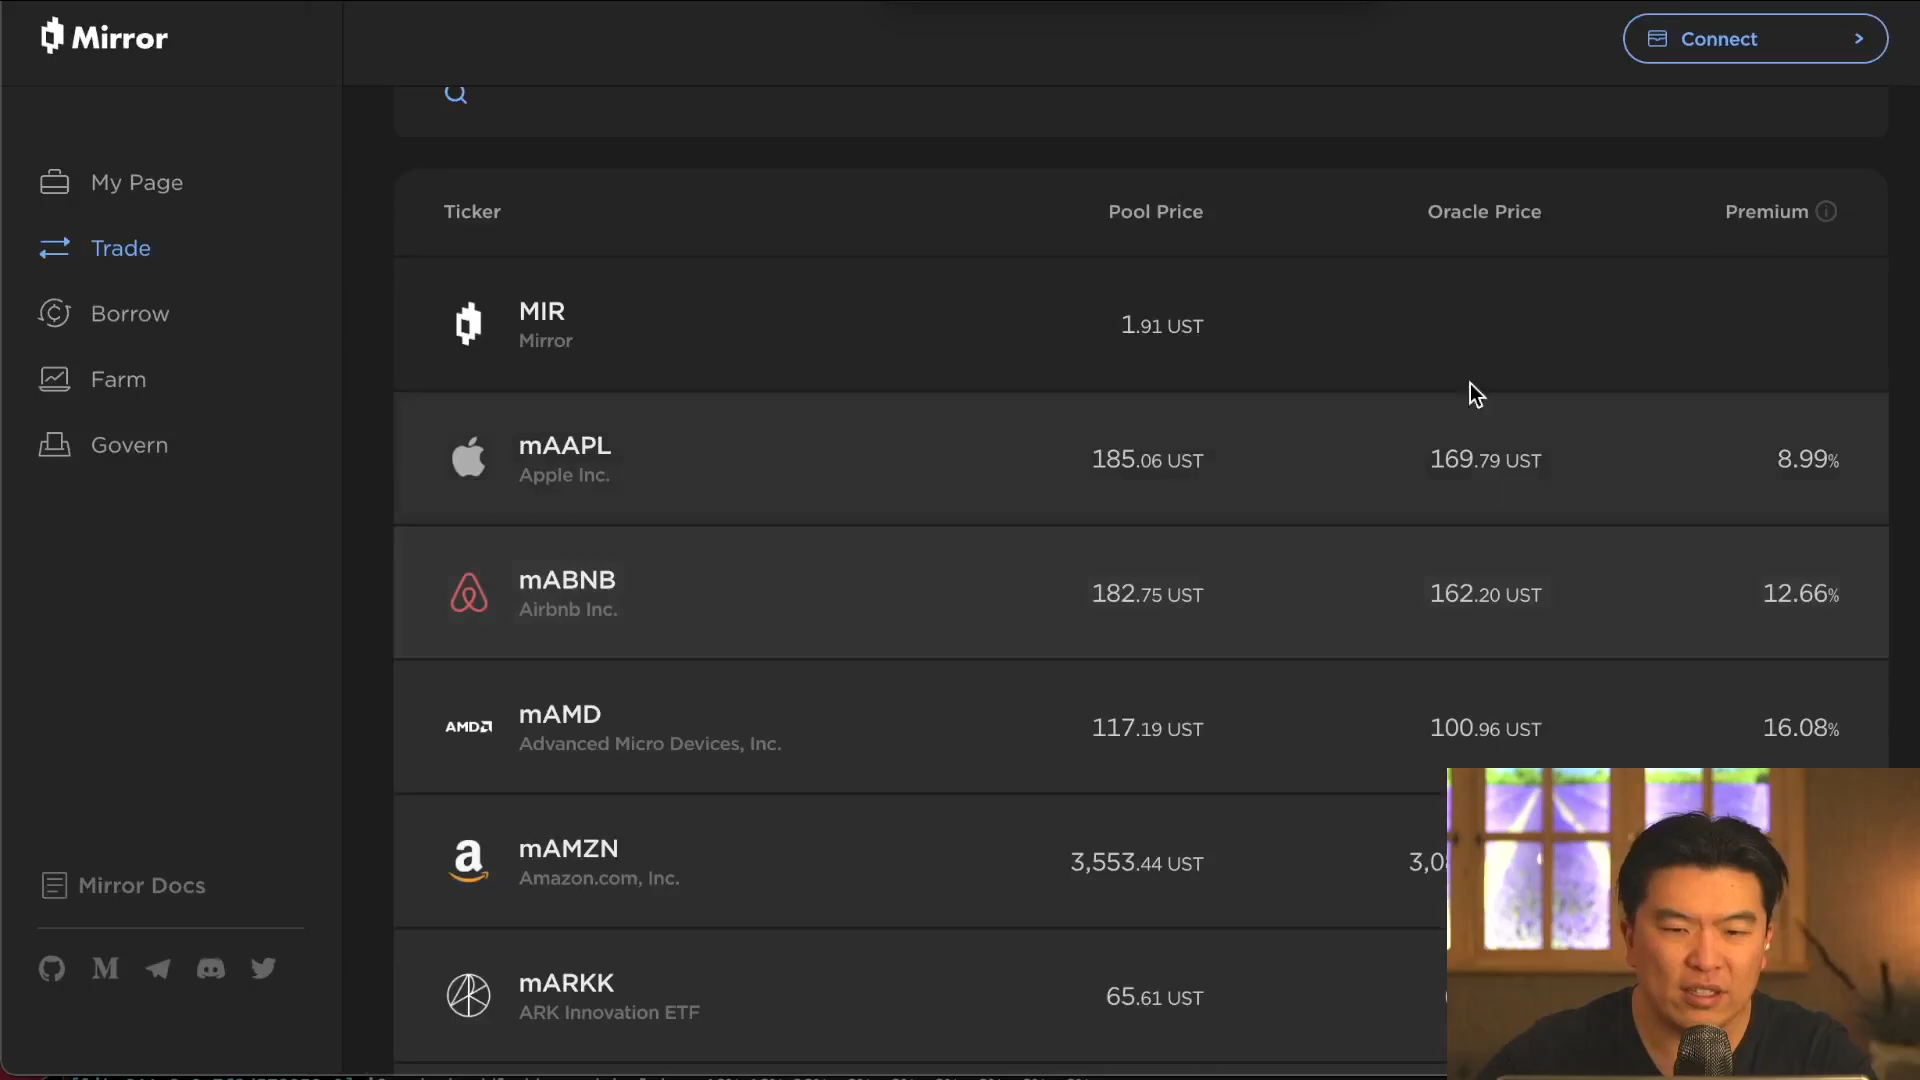 Mirror
Connect
My Page
Trade
Borrow
Farm
Govern
Mirror Docs
Ticker Pool Price Oracle Price Premium
MIR 1.91 UST
Mirror
mAAPL 185.06 UST 169.79 UST 8.99%
Apple Inc.
mABNB 182.75 UST 162.20 UST 12.66%
Airbnb Inc.
AMD mAMD 117.19 UST 100.96 UST 16.08%
Advanced Micro Devices, Inc.
mAMZN 3,553.44 UST
Amazon.com, Inc.
mARKK 65.61 UST
ARK Innovation ETF